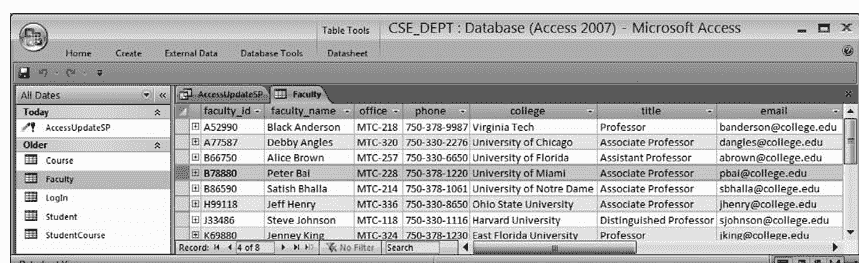 Table Tools
CSE_DEPT : Database (Access 2007) - Microsoft Access
Home Create External Data Database Tools Datasheet
All Dates
AccessUpdateSP Faculty
Today
AccessUpdateSP
Older
Course
Faculty
LogIn
Student
StudentCourse
faculty_id faculty_name office phone college title email
A52990 Black Anderson MTC-218 750-378-9987 Virginia Tech Professor banderson@college.edu
A77587 Debby Angles MTC-320 750-330-2276 University of Chicago Associate Professor dangles@college.edu
B66750 Alice Brown MTC-257 750-330-6650 University of Florida Assistant Professor abrown@college.edu
B78880 Peter Bai MTC-228 750-378-1220 University of Miami Associate Professor pbai@college.edu
B86590 Satish Bhalla MTC-214 750-378-1061 University of Notre Dame Associate Professor sbhalla@college.edu
H99118 Jeff Henry MTC-336 750-330-8650 Ohio State University Associate Professor jhenry@college.edu
J33486 Steve Johnson MTC-118 750-330-1116 Harvard University Distinguished Professor sjohnson@college.edu
K69880 Jenney King MTC-324 750-378-1230 East Florida University Professor jking@college.edu
Record: 4 of 8 No Filter Search